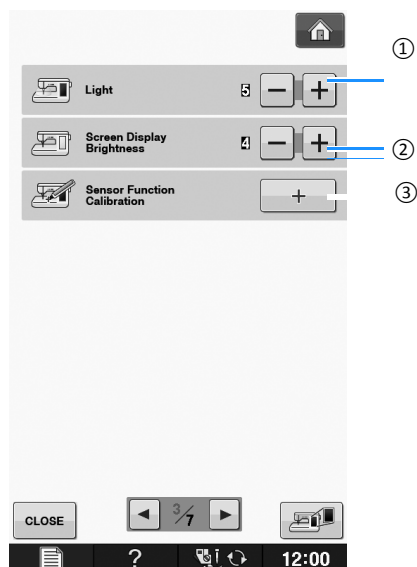 ①
Light 5 − +
②
Screen Display
Brightness 4 − +
③
Sensor Function
Calibration +
CLOSE 3/7
? 12:00